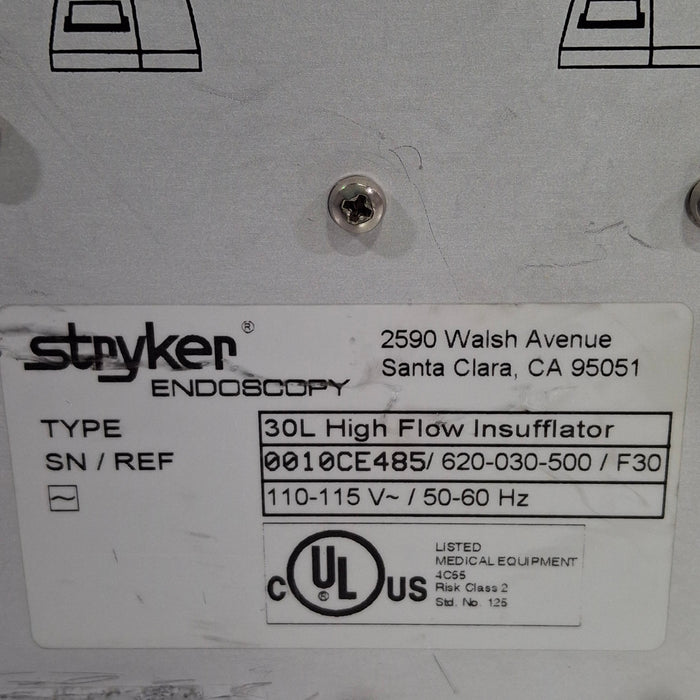 stryker®
ENDOSCOPY
2590 Walsh Avenue
Santa Clara, CA 95051
TYPE 30L High Flow Insufflator
SN / REF 0010CE485/ 620-030-500 / F30
~ 110-115 V~ / 50-60 Hz
C UL® US
LISTED
MEDICAL EQUIPMENT
4C55
Risk Class 2
Std. No. 125